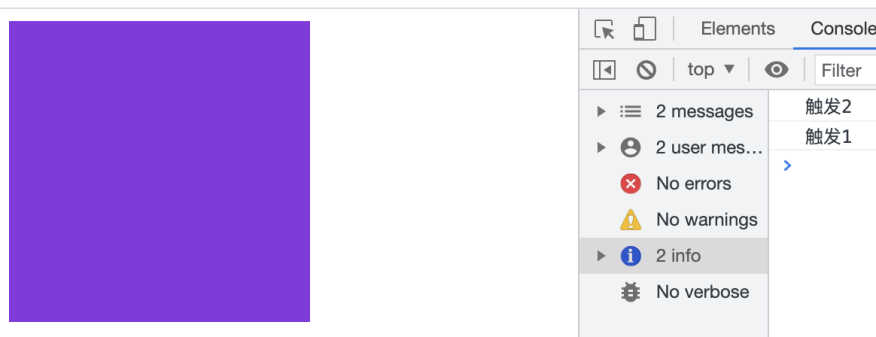 Elements Console
top Filter
2 messages
2 user mes…
No errors
No warnings
2 info
No verbose
触发2
触发1